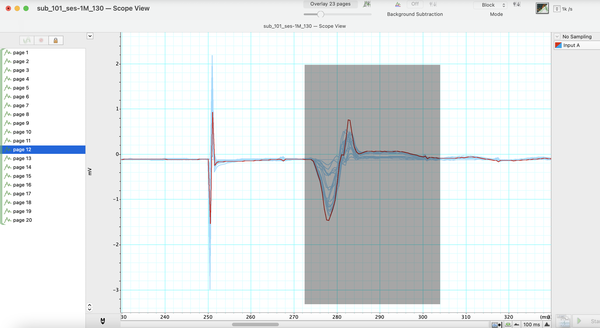 sub_101_ses-1M_130 — Scope View
Overlay 23 pages
Background Subtraction
Off
Block
Mode
1k /s
sub_101_ses-1M_130 — Scope View
No Sampling
Input A
page 1
page 2
page 3
page 4
page 5
page 6
page 7
page 8
page 9
page 10
page 11
page 12
page 13
page 14
page 15
page 16
page 17
page 18
page 19
page 20
mV
2
1
0
-1
-2
-3
240
250
260
270
280
290
300
310
320
100 ms